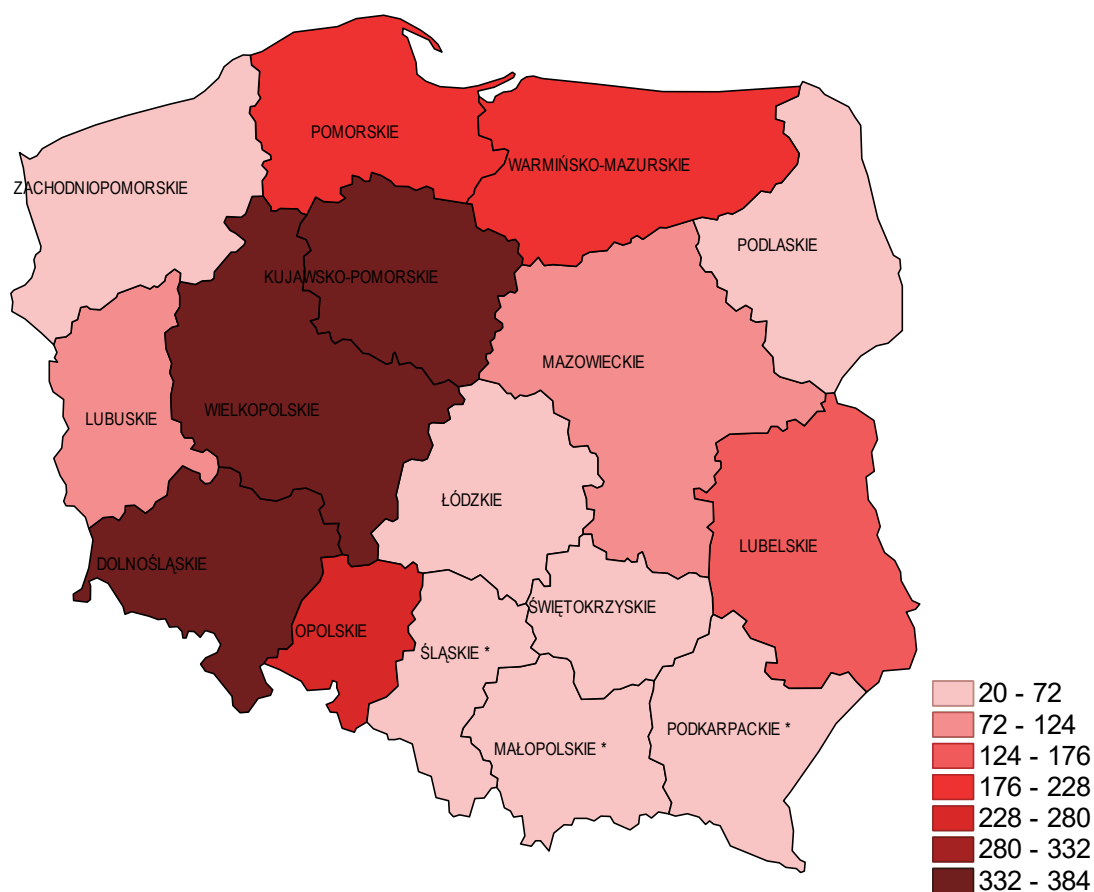 POMORSKIE
WARMIŃSKO-MAZURSKIE
ZACHODNIOPOMORSKIE
PODLASKIE
KUJAWSKO-POMORSKIE
MAZOWIECKIE
LUBUSKIE
WIELKOPOLSKIE
ŁÓDZKIE
LUBELSKIE
DOLNOŚLĄSKIE
ŚWIĘTOKRZYSKIE
OPOLSKIE
ŚLĄSKIE *
PODKARPACKIE *
MAŁOPOLSKIE *
20 - 72
72 - 124
124 - 176
176 - 228
228 - 280
280 - 332
332 - 384